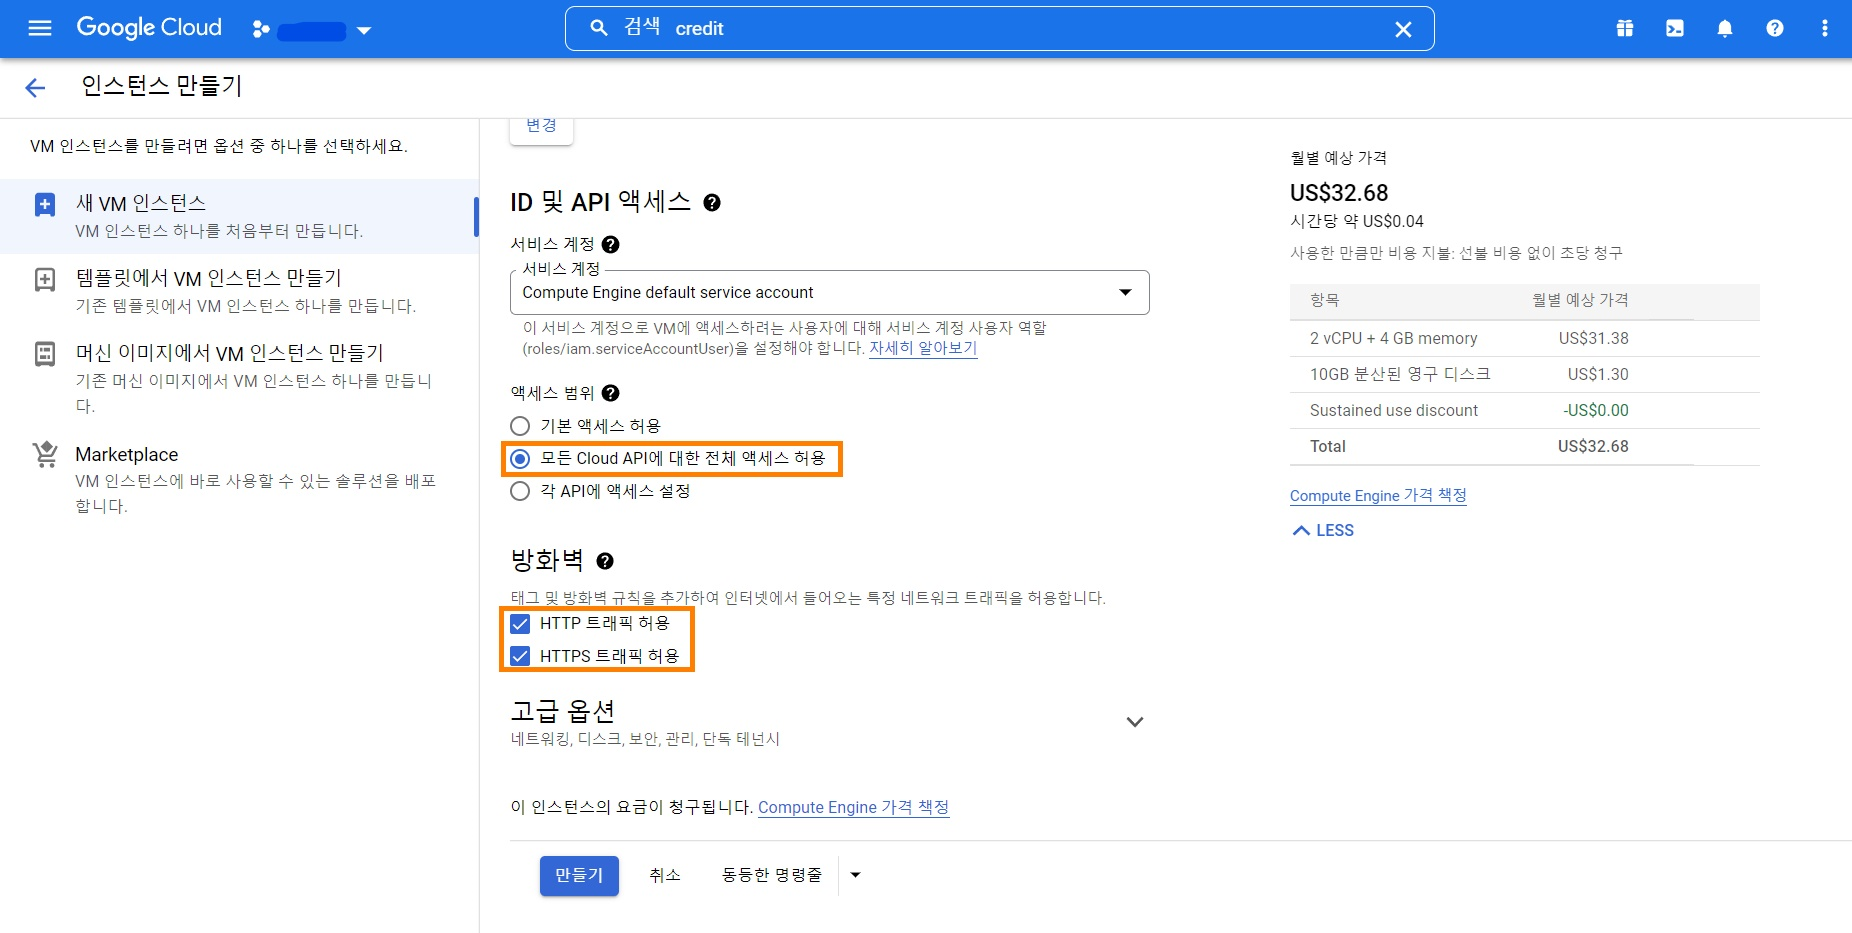 Google Cloud
검색 credit
인스턴스 만들기
VM 인스턴스를 만들려면 옵션 중 하나를 선택하세요.
새 VM 인스턴스
VM 인스턴스 하나를 처음부터 만듭니다.
템플릿에서 VM 인스턴스 만들기
기존 템플릿에서 VM 인스턴스 하나를 만듭니다.
머신 이미지에서 VM 인스턴스 만들기
기존 머신 이미지에서 VM 인스턴스 하나를 만듭니
다.
Marketplace
VM 인스턴스에 바로 사용할 수 있는 솔루션을 배포
합니다.
변경
ID 및 API 액세스
서비스 계정
서비스 계정
Compute Engine default service account
이 서비스 계정으로 VM에 액세스하려는 사용자에 대해 서비스 계정 사용자 역할
(roles/iam.serviceAccountUser)을 설정해야 합니다. 자세히 알아보기
액세스 범위
기본 액세스 허용
모든 Cloud API에 대한 전체 액세스 허용
각 API에 액세스 설정
방화벽
태그 및 방화벽 규칙을 추가하여 인터넷에서 들어오는 특정 네트워크 트래픽을 허용합니다.
HTTP 트래픽 허용
HTTPS 트래픽 허용
고급 옵션
네트워킹, 디스크, 보안, 관리, 단독 테넌시
이 인스턴스의 요금이 청구됩니다. Compute Engine 가격 책정
만들기 취소 동등한 명령줄
월별 예상 가격
US$32.68
시간당 약 US$0.04
사용한 만큼만 비용 지불: 선불 비용 없이 초당 청구
항목 월별 예상 가격
2 vCPU + 4 GB memory US$31.38
10GB 분산된 영구 디스크 US$1.30
Sustained use discount -US$0.00
Total US$32.68
Compute Engine 가격 책정
LESS